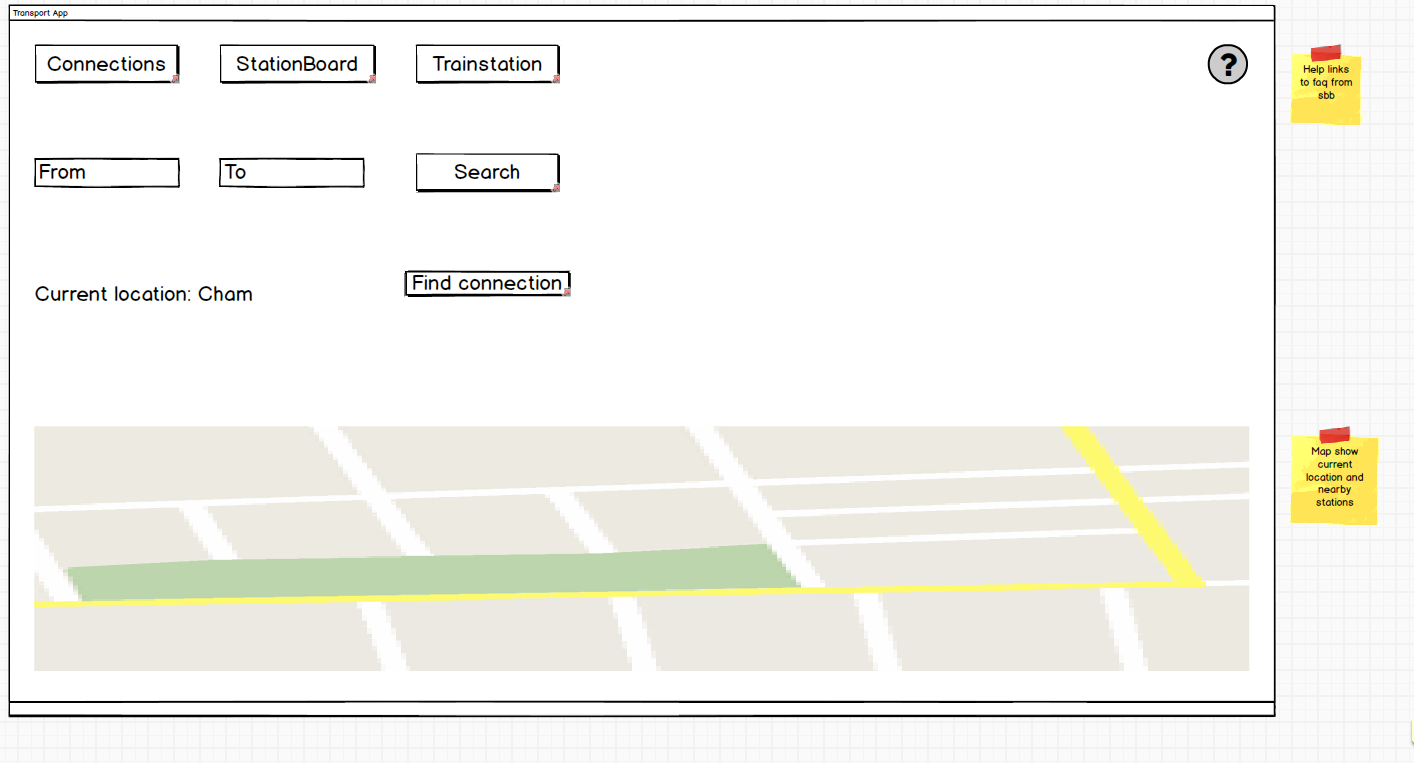 Transport App
Connections
StationBoard
Trainstation
?
Help links
to faq from
sbb
From
To
Search
Current location: Cham
Find connection
Map show
current
location and
nearby
stations